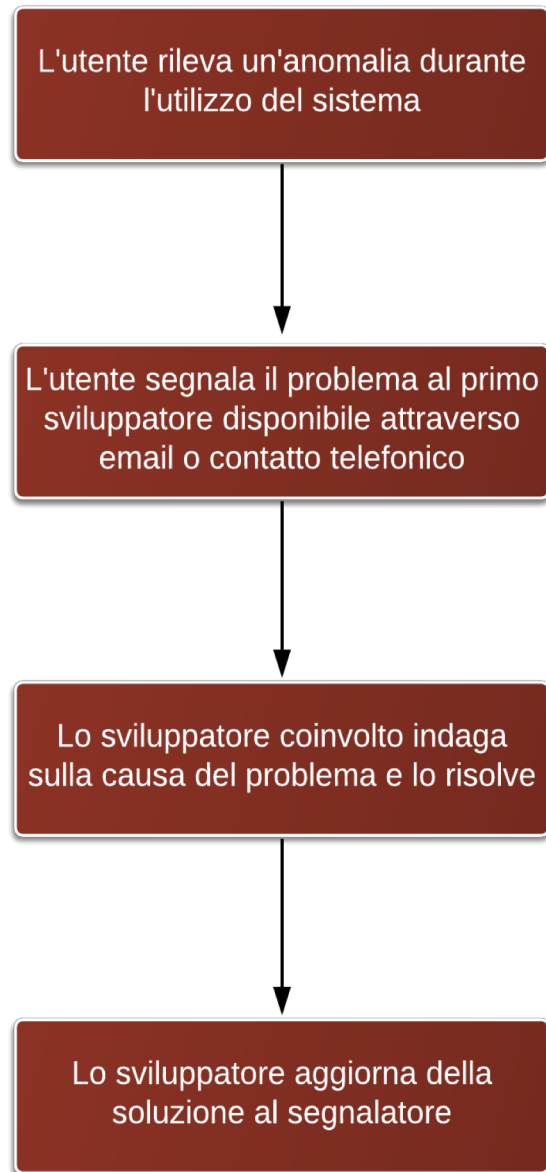 L'utente rileva un'anomalia durante
l'utilizzo del sistema
L'utente segnala il problema al primo
sviluppatore disponibile attraverso
email o contatto telefonico
Lo sviluppatore coinvolto indaga
sulla causa del problema e lo risolve
Lo sviluppatore aggiorna della
soluzione al segnalatore